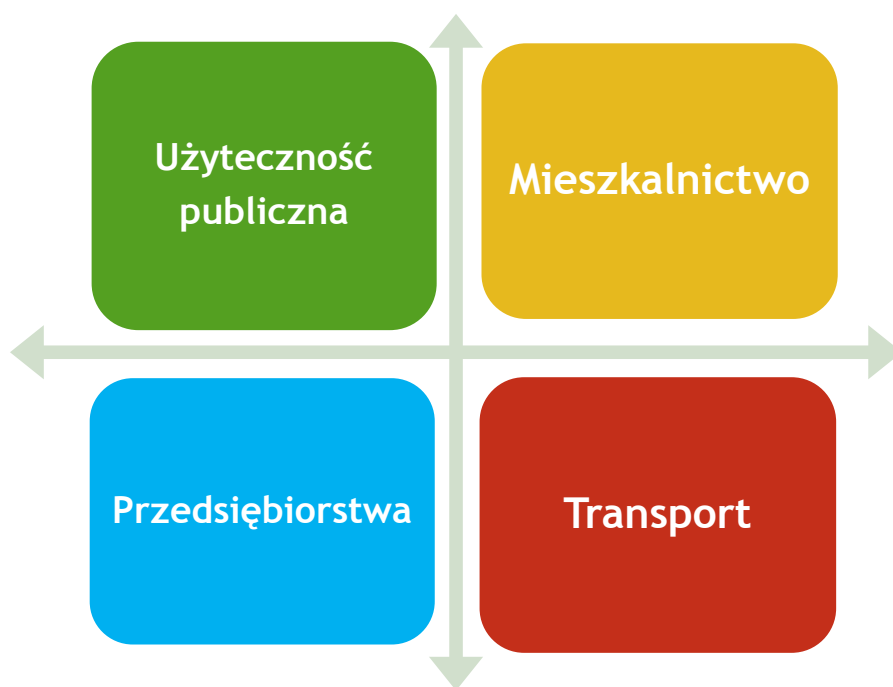 Użyteczność
publiczna
Mieszkalnictwo
Przedsiębiorstwa
Transport